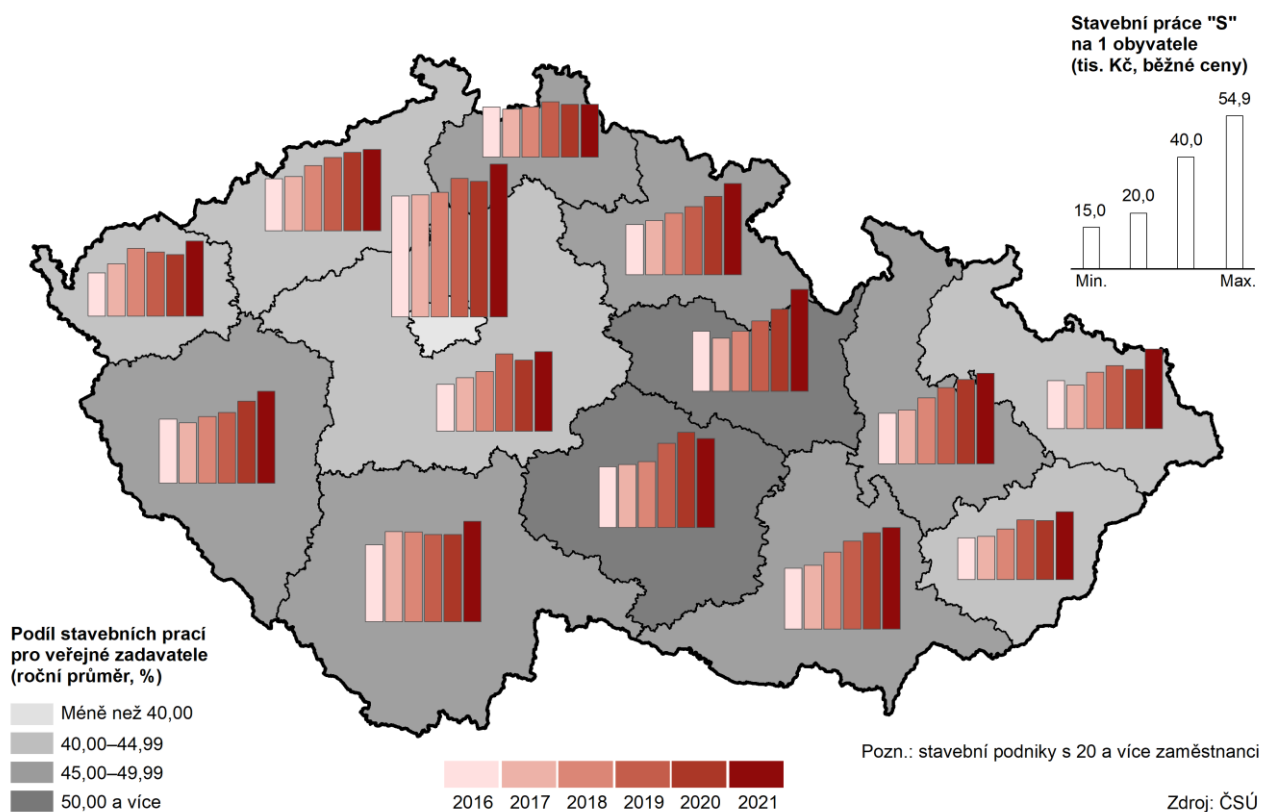 Stavební práce "S"
na 1 obyvatele
(tis. Kč, běžné ceny)
54,9
40,0
20,0
15,0
Min.
Max.
Podíl stavebních prací
pro veřejné zadavatele
(roční průměr, %)
Méně než 40,00
40,00–44,99
45,00–49,99
50,00 a více
2016 2017 2018 2019 2020 2021
Pozn.: stavební podniky s 20 a více zaměstnanci
Zdroj: ČSÚ